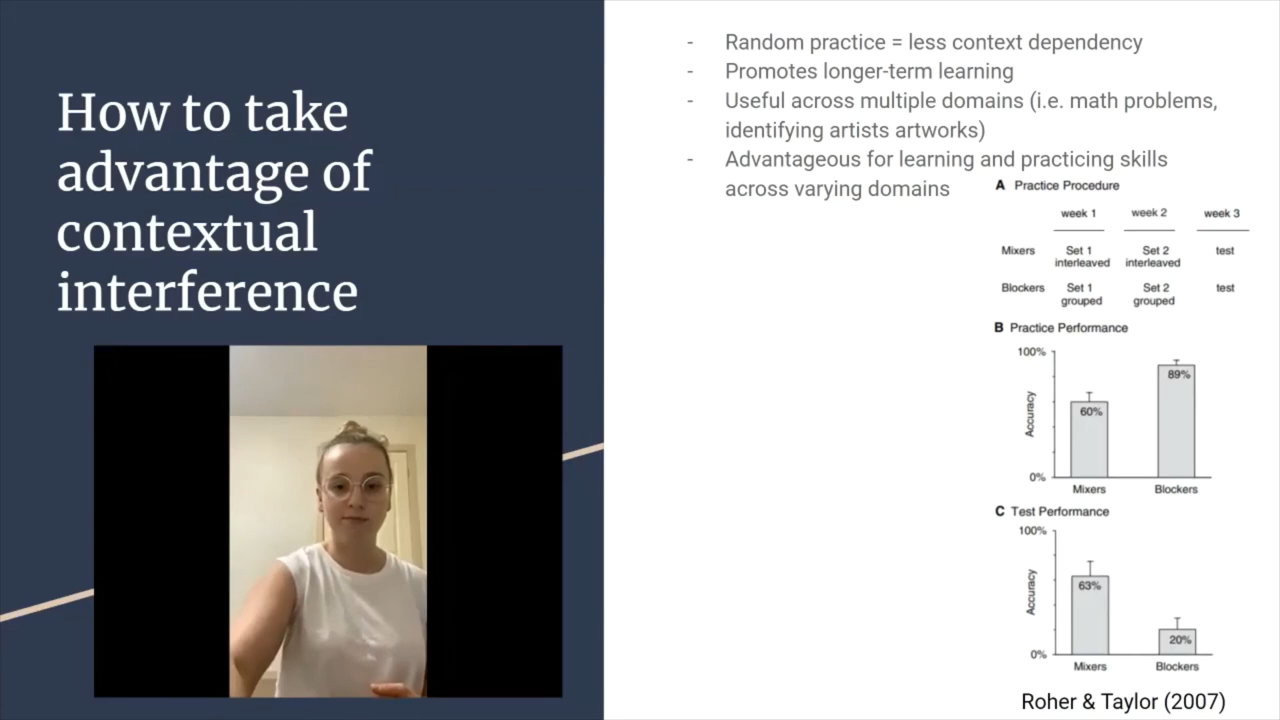 How to take
advantage of
contextual
interference
- Random practice = less context dependency
- Promotes longer-term learning
- Useful across multiple domains (i.e. math problems,
identifying artists artworks)
- Advantageous for learning and practicing skills
across varying domains
A Practice Procedure
week 1 week 2 week 3
Mixers Set 1 Set 2 test
interleaved interleaved
Blockers Set 1 Set 2 test
grouped grouped
B Practice Performance
100%
89%
60%
Accuracy
0%
Mixers Blockers
C Test Performance
100%
63%
Accuracy
20%
0%
Mixers Blockers
Roher & Taylor (2007)